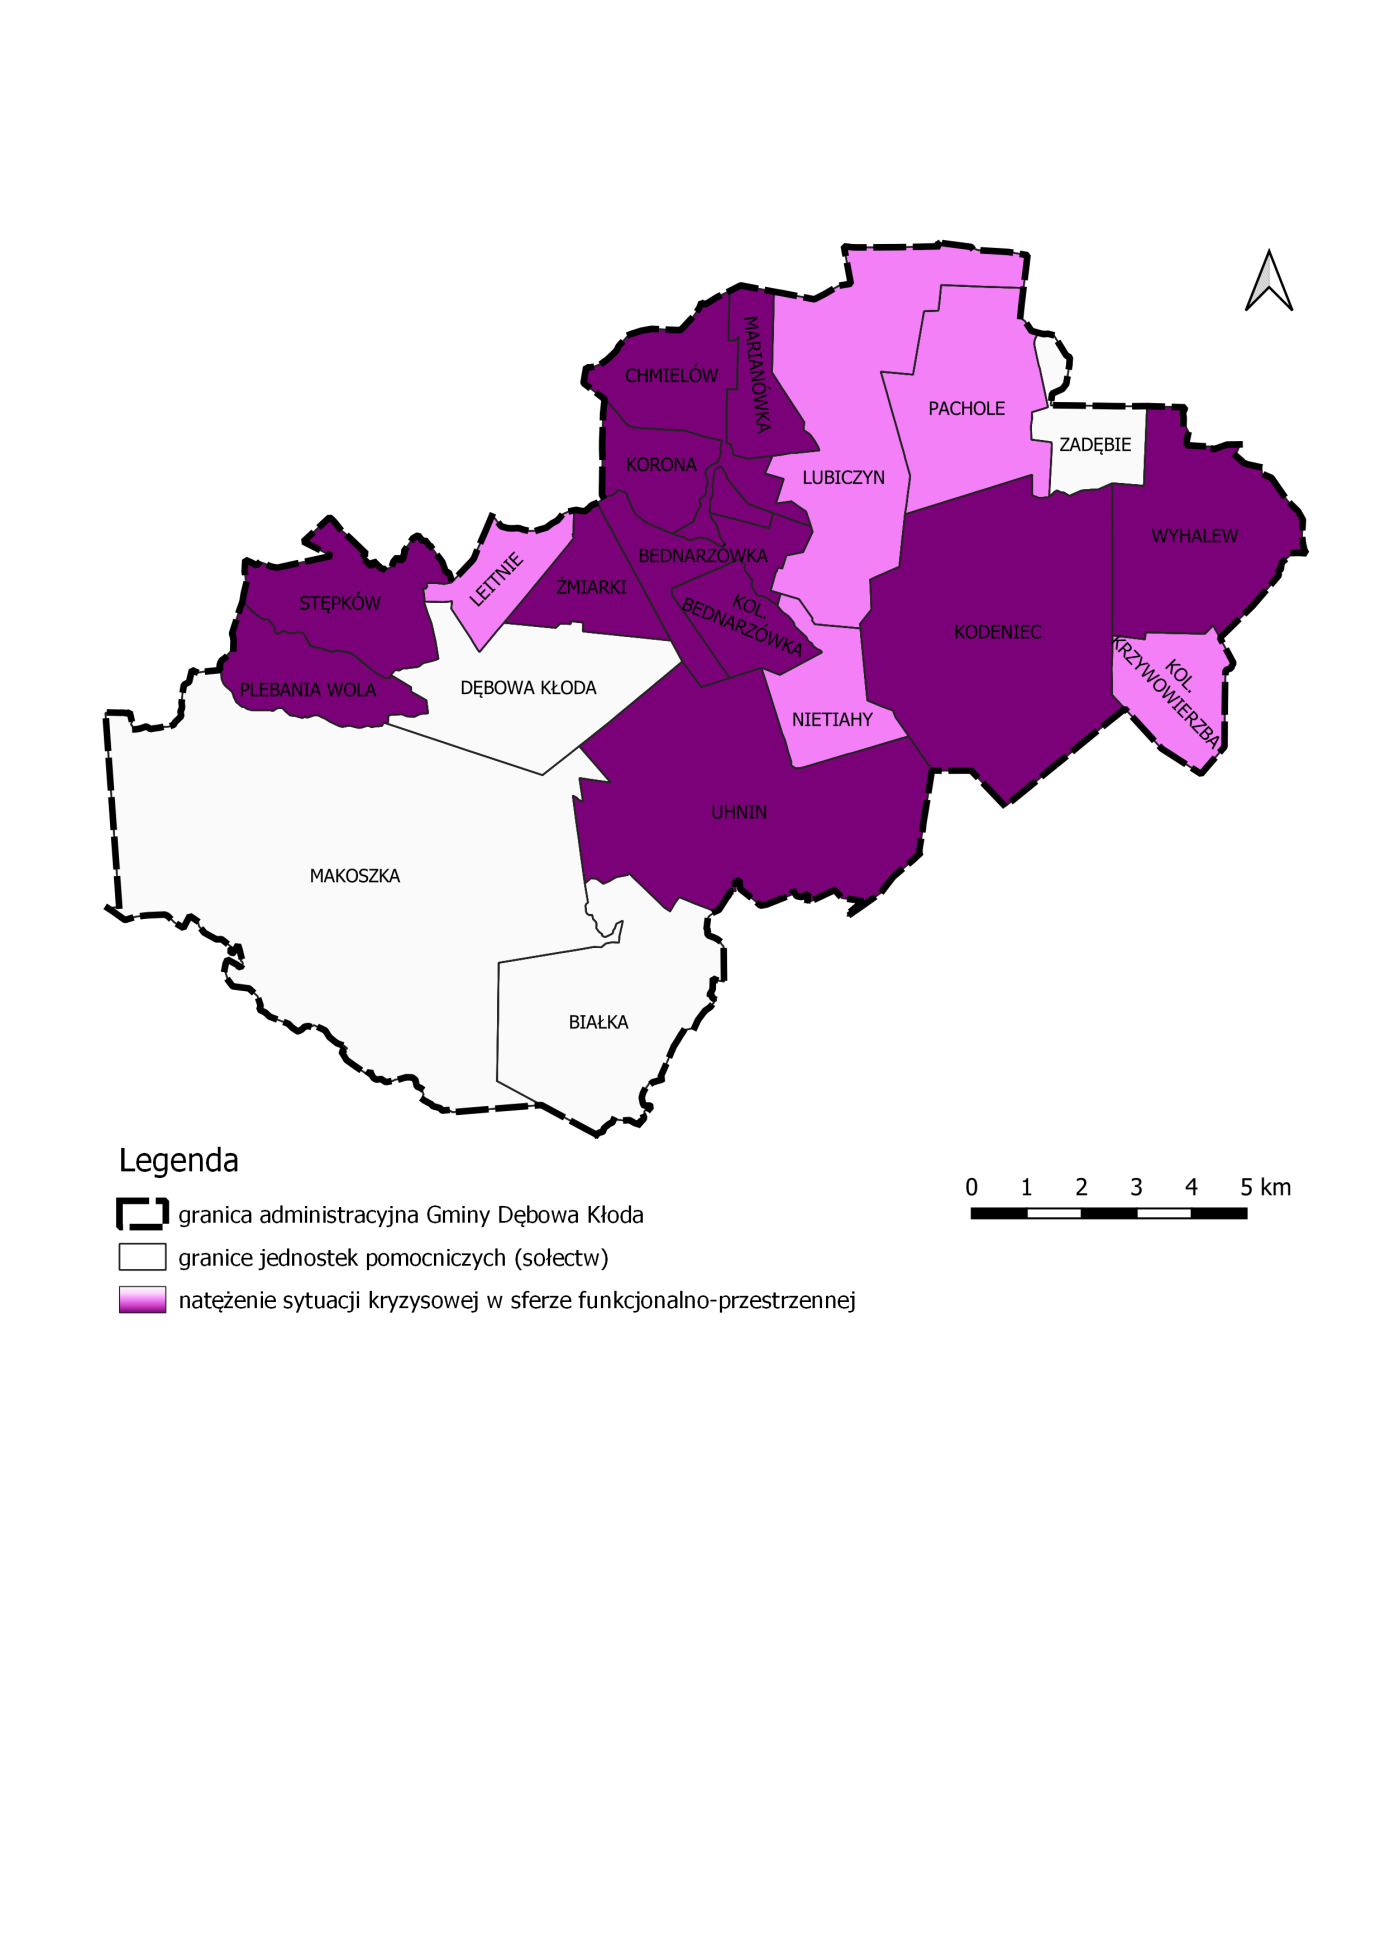 MARIANÓWKA
CHMIELÓW
PACHOLE
ZADĘBIE
KORONA
LUBICZYN
WYHALEW
BEDNARZÓWKA
LEITNIE
ŻMIARKI
STĘPKÓW
KOL.
BEDNARZÓWKA
KODENIEC
KOL.
KRZYWOWIERZBA
PLEBANIA WOLA
DĘBOWA KŁODA
NIETIAHY
UHNIN
MAKOSZKA
BIAŁKA
Legenda
granica administracyjna Gminy Dębowa Kłoda
granice jednostek pomocniczych (sołectw)
natężenie sytuacji kryzysowej w sferze funkcjonalno-przestrzennej
0 1 2 3 4 5 km